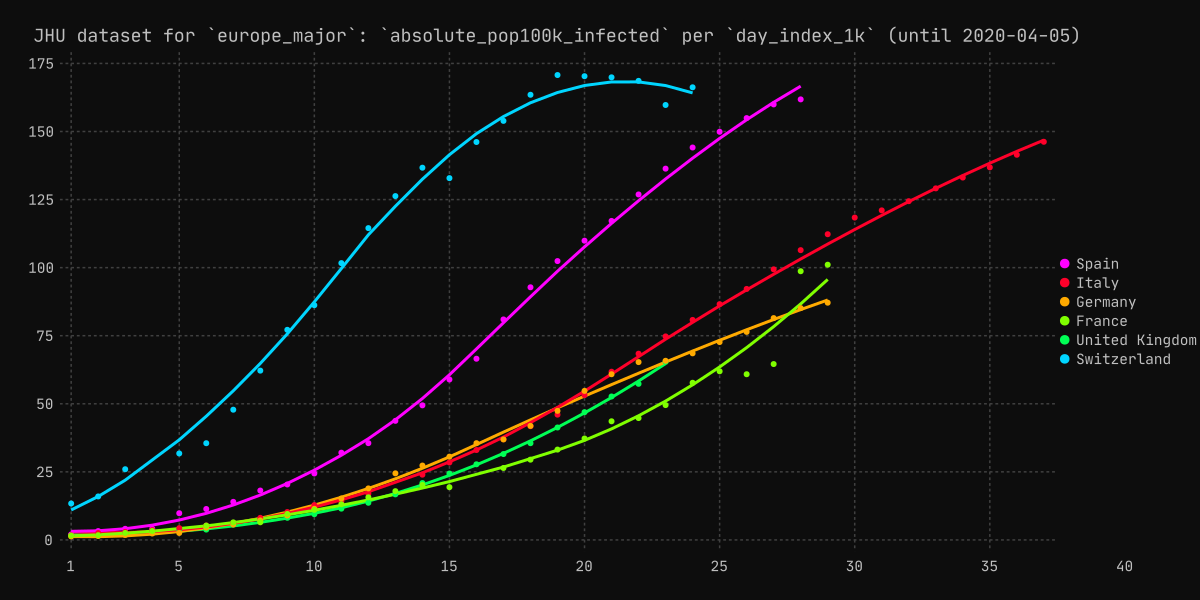 JHU dataset for `europe_major`: `absolute_pop100k_infected` per `day_index_1k` (until 2020-04-05)
175
150
125
100
75
50
25
0
1 5 10 15 20 25 30 35 40
Spain
Italy
Germany
France
United Kingdom
Switzerland